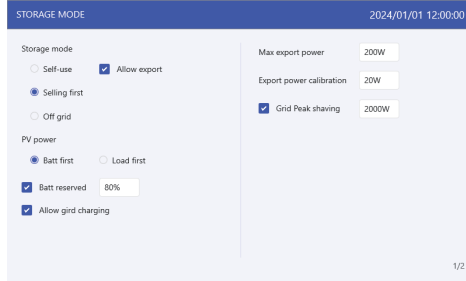 STORAGE MODE 2024/01/01 12:00:00
Storage mode
Self-use Allow export
Selling first
Off grid
PV power
Batt first Load first
Batt reserved 80%
Allow gird charging
Max export power 200W
Export power calibration 20W
Grid Peak shaving 2000W
1/2